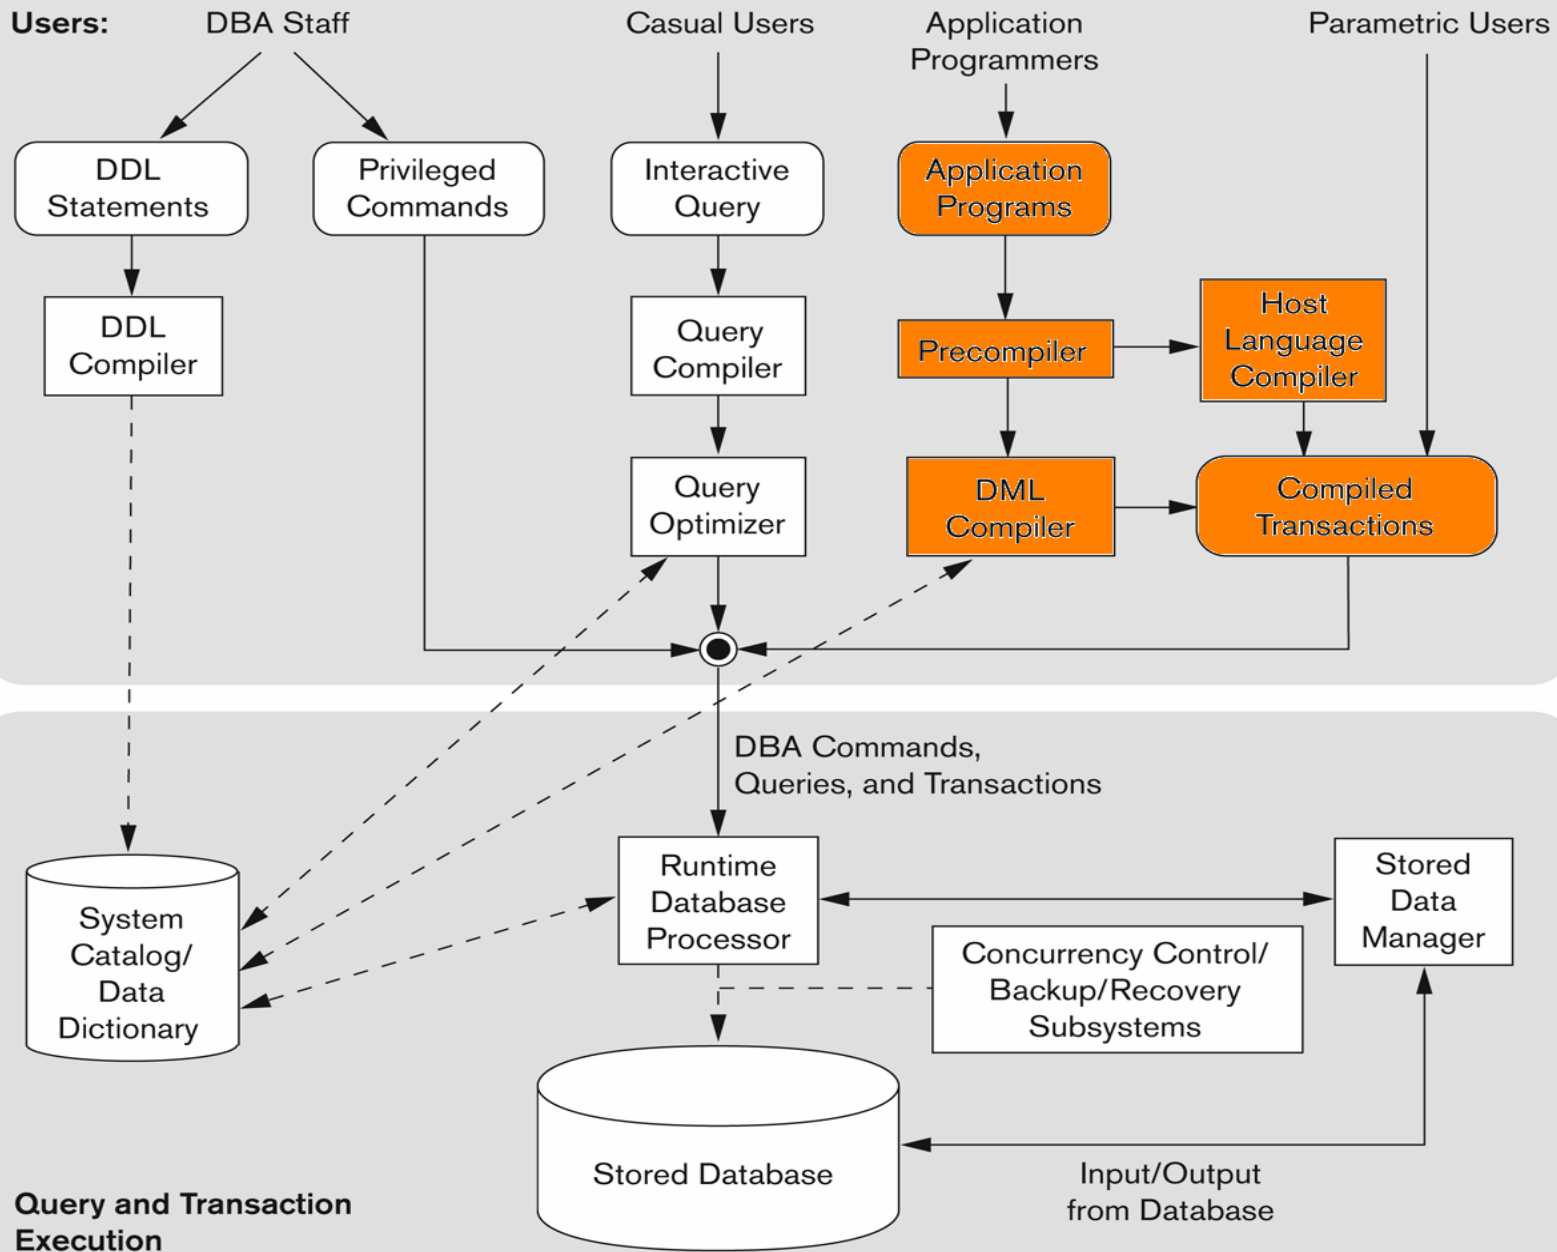 Users:
DBA Staff
Casual Users
Application
Programmers
Parametric Users
DDL
Statements
Privileged
Commands
Interactive
Query
Application
Programs
DDL
Compiler
Query
Compiler
Precompiler
Host
Language
Compiler
Query
Optimizer
DML
Compiler
Compiled
Transactions
DBA Commands,
Queries, and Transactions
System
Catalog/
Data
Dictionary
Runtime
Database
Processor
Stored
Data
Manager
Concurrency Control/
Backup/Recovery
Subsystems
Stored Database
Input/Output
from Database
Query and Transaction
Execution